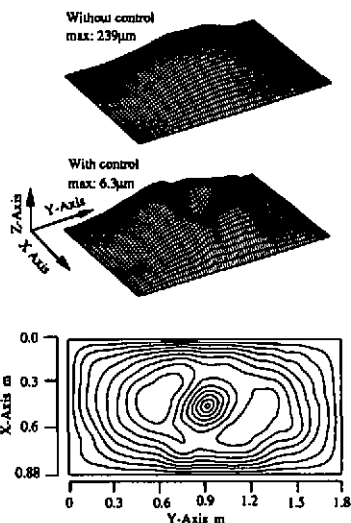 Without control
max: 239µm
With control
max: 6.3µm
Z-Axis
Y-Axis
X Axis
X-Axis m
0.0
0.3
0.6
0.88
0 0.3 0.6 0.9 1.2 1.5 1.8
Y-Axis m